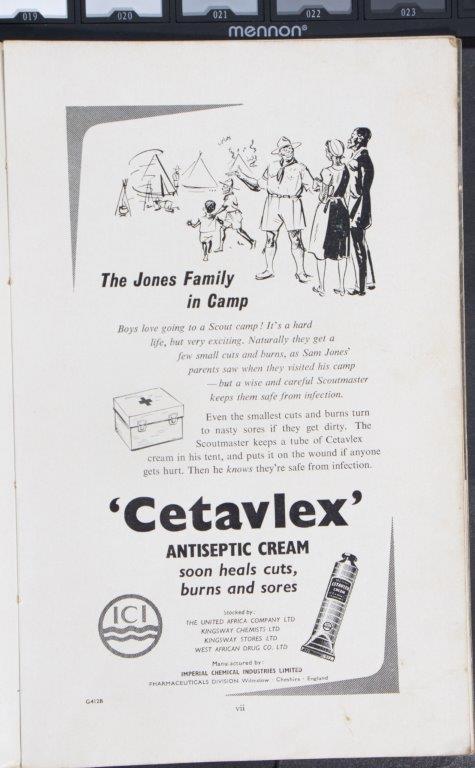 019 020 021 022 023
mennon®
The Jones Family
in Camp
Boys love going to a Scout camp! It's a hard
life, but very exciting. Naturally they get a
few small cuts and burns, as Sam Jones'
parents saw when they visited his camp
—but a wise and careful Scoutmaster
keeps them safe from infection.
Even the smallest cuts and burns turn
to nasty sores if they get dirty. The
Scoutmaster keeps a tube of Cetavlex
cream in his tent, and puts it on the wound if anyone
gets hurt. Then he knows they're safe from infection.
'Cetavlex'
ANTISEPTIC CREAM
soon heals cuts,
burns and sores
CETAVLEX
CREAM
ICI
Stocked by:
THE UNITED AFRICA COMPANY LTD
KINGSWAY CHEMISTS LTD
KINGSWAY STORES LTD
WEST AFRICAN DRUG CO. LTD
Manufactured by:
IMPERIAL CHEMICAL INDUSTRIES LIMITED
PHARMACEUTICALS DIVISION Wilmslow · Cheshire · England
G412B
vii